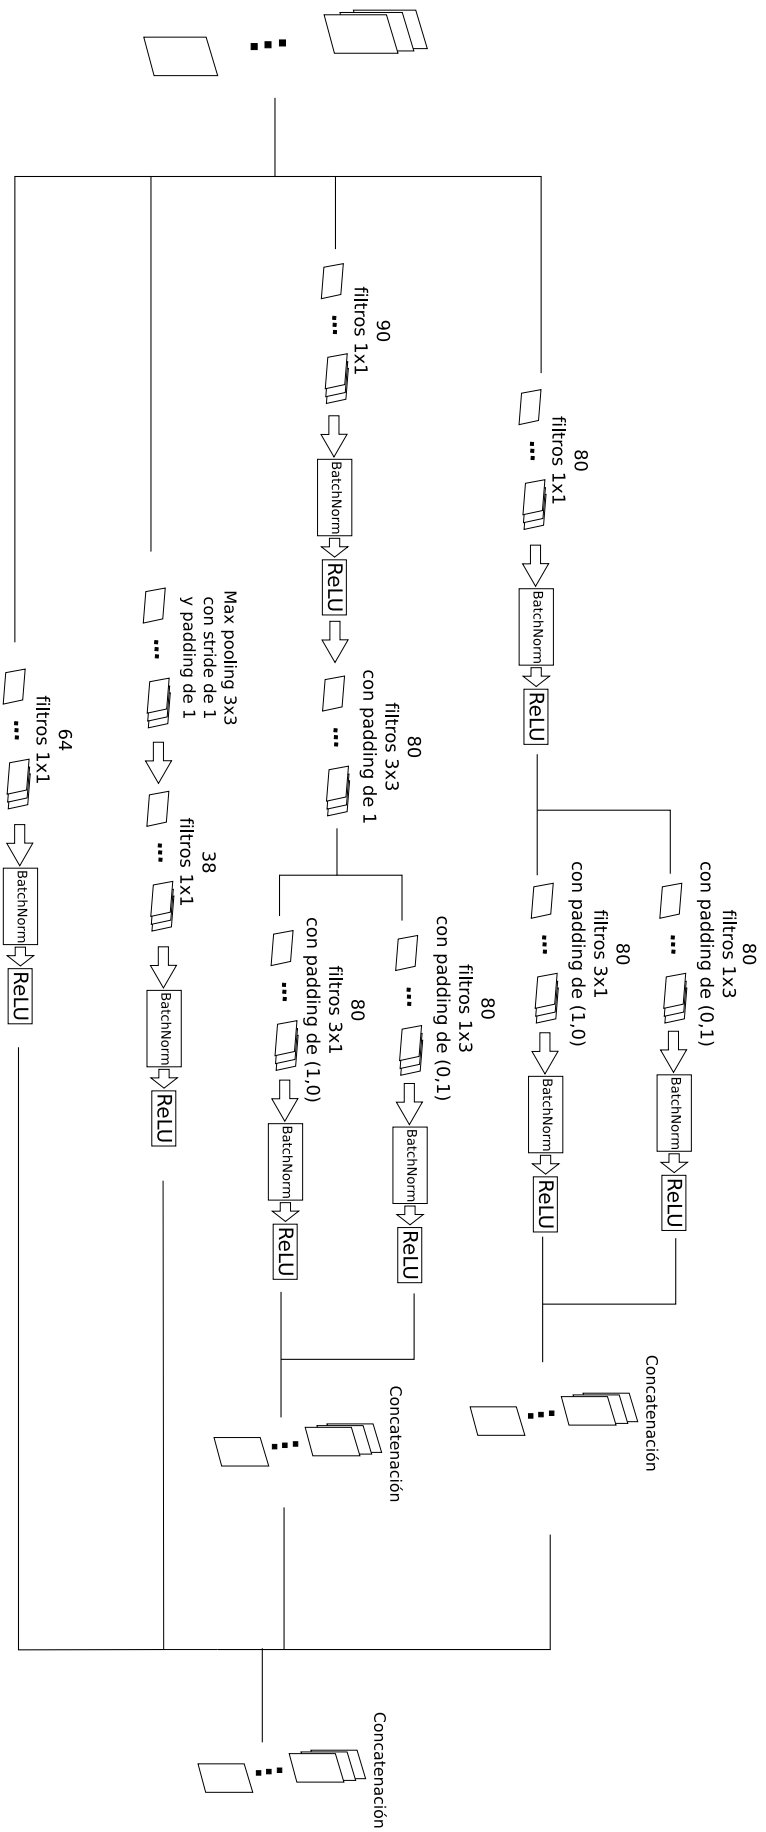 80
filtros 1x1
BatchNorm
ReLU
80
filtros 1x3
con padding de (0,1)
BatchNorm
ReLU
80
filtros 3x1
con padding de (1,0)
BatchNorm
ReLU
Concatenación
90
filtros 1x1
BatchNorm
ReLU
80
filtros 3x3
con padding de 1
80
filtros 1x3
con padding de (0,1)
BatchNorm
ReLU
80
filtros 3x1
con padding de (1,0)
BatchNorm
ReLU
Concatenación
Max pooling 3x3
con stride de 1
y padding de 1
38
filtros 1x1
BatchNorm
ReLU
64
filtros 1x1
BatchNorm
ReLU
Concatenación